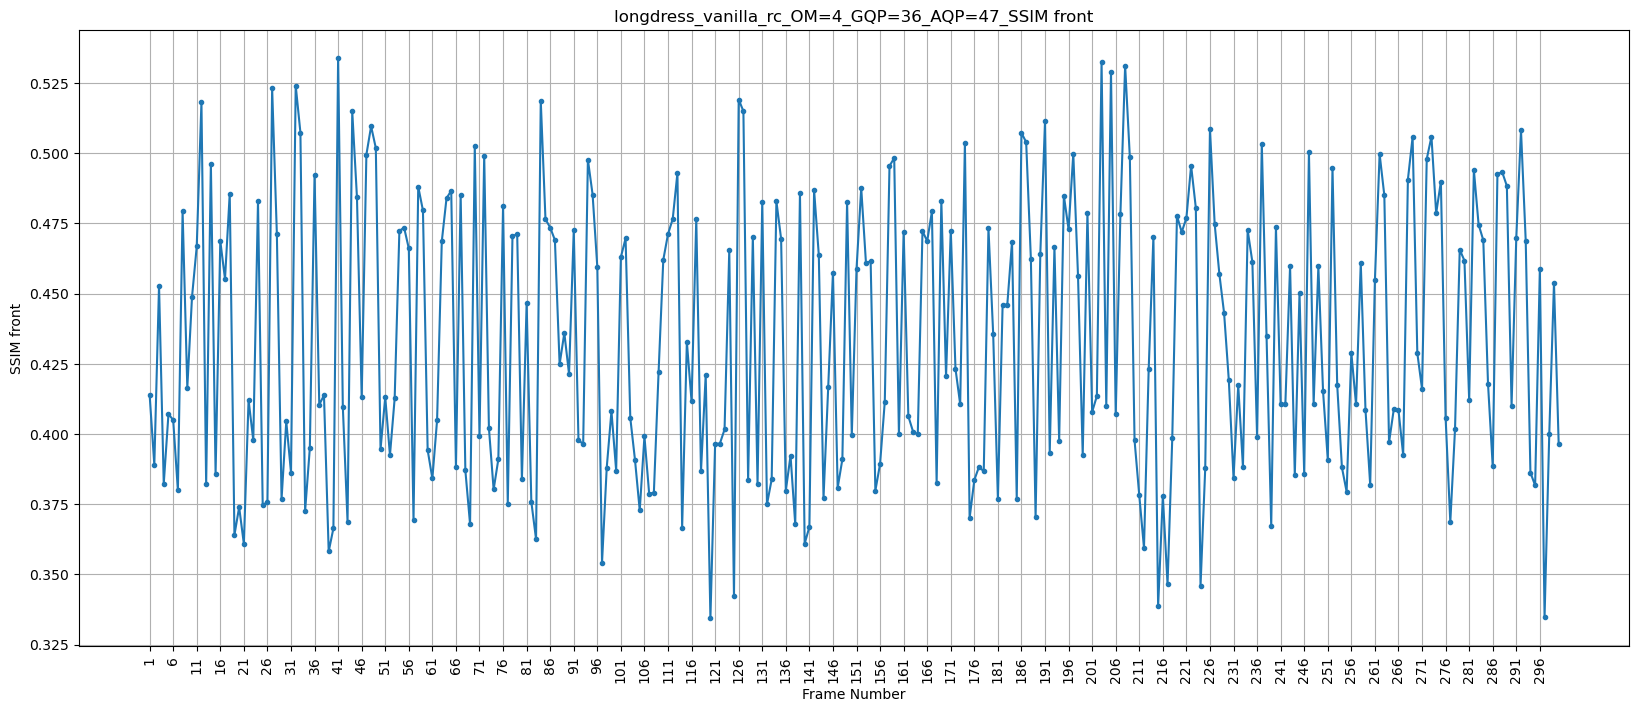 longdress_vanilla_rc_OM=4_GQP=36_AQP=47_SSIM front
0.525
0.500
0.475
0.450
0.425
0.400
0.375
0.350
0.325
SSIM front
1 6 11 16 21 26 31 36 41 46 51 56 61 66 71 76 81 86 91 96 101 106 111 116 121 126 131 136 141 146 151 156 161 166 171 176 181 186 191 196 201 206 211 216 221 226 231 236 241 246 251 256 261 266 271 276 281 286 291 296
Frame Number